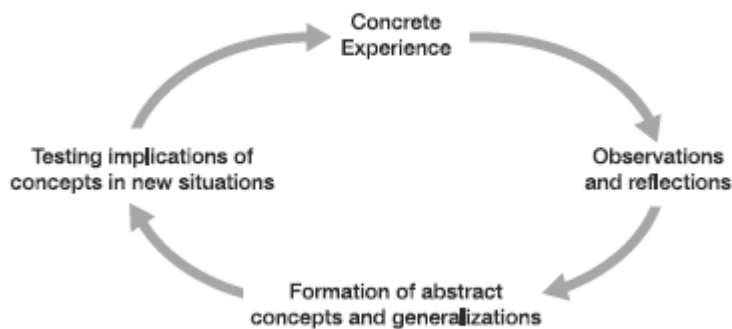 Concrete
Experience
Observations
and reflections
Formation of abstract
concepts and generalizations
Testing implications of
concepts in new situations